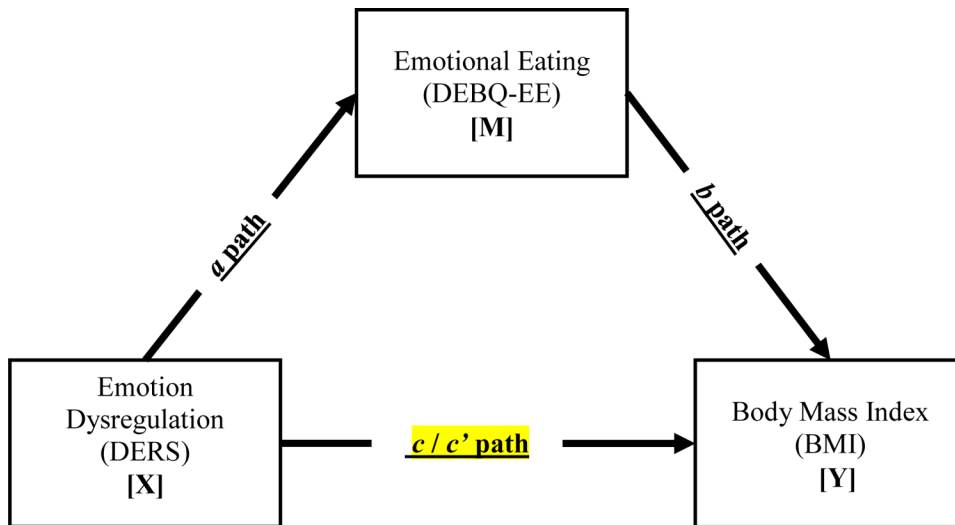 Emotional Eating
(DEBQ-EE)
[M]
a path
b path
Emotion
Dysregulation
(DERS)
[X]
c / c’ path
Body Mass Index
(BMI)
[Y]